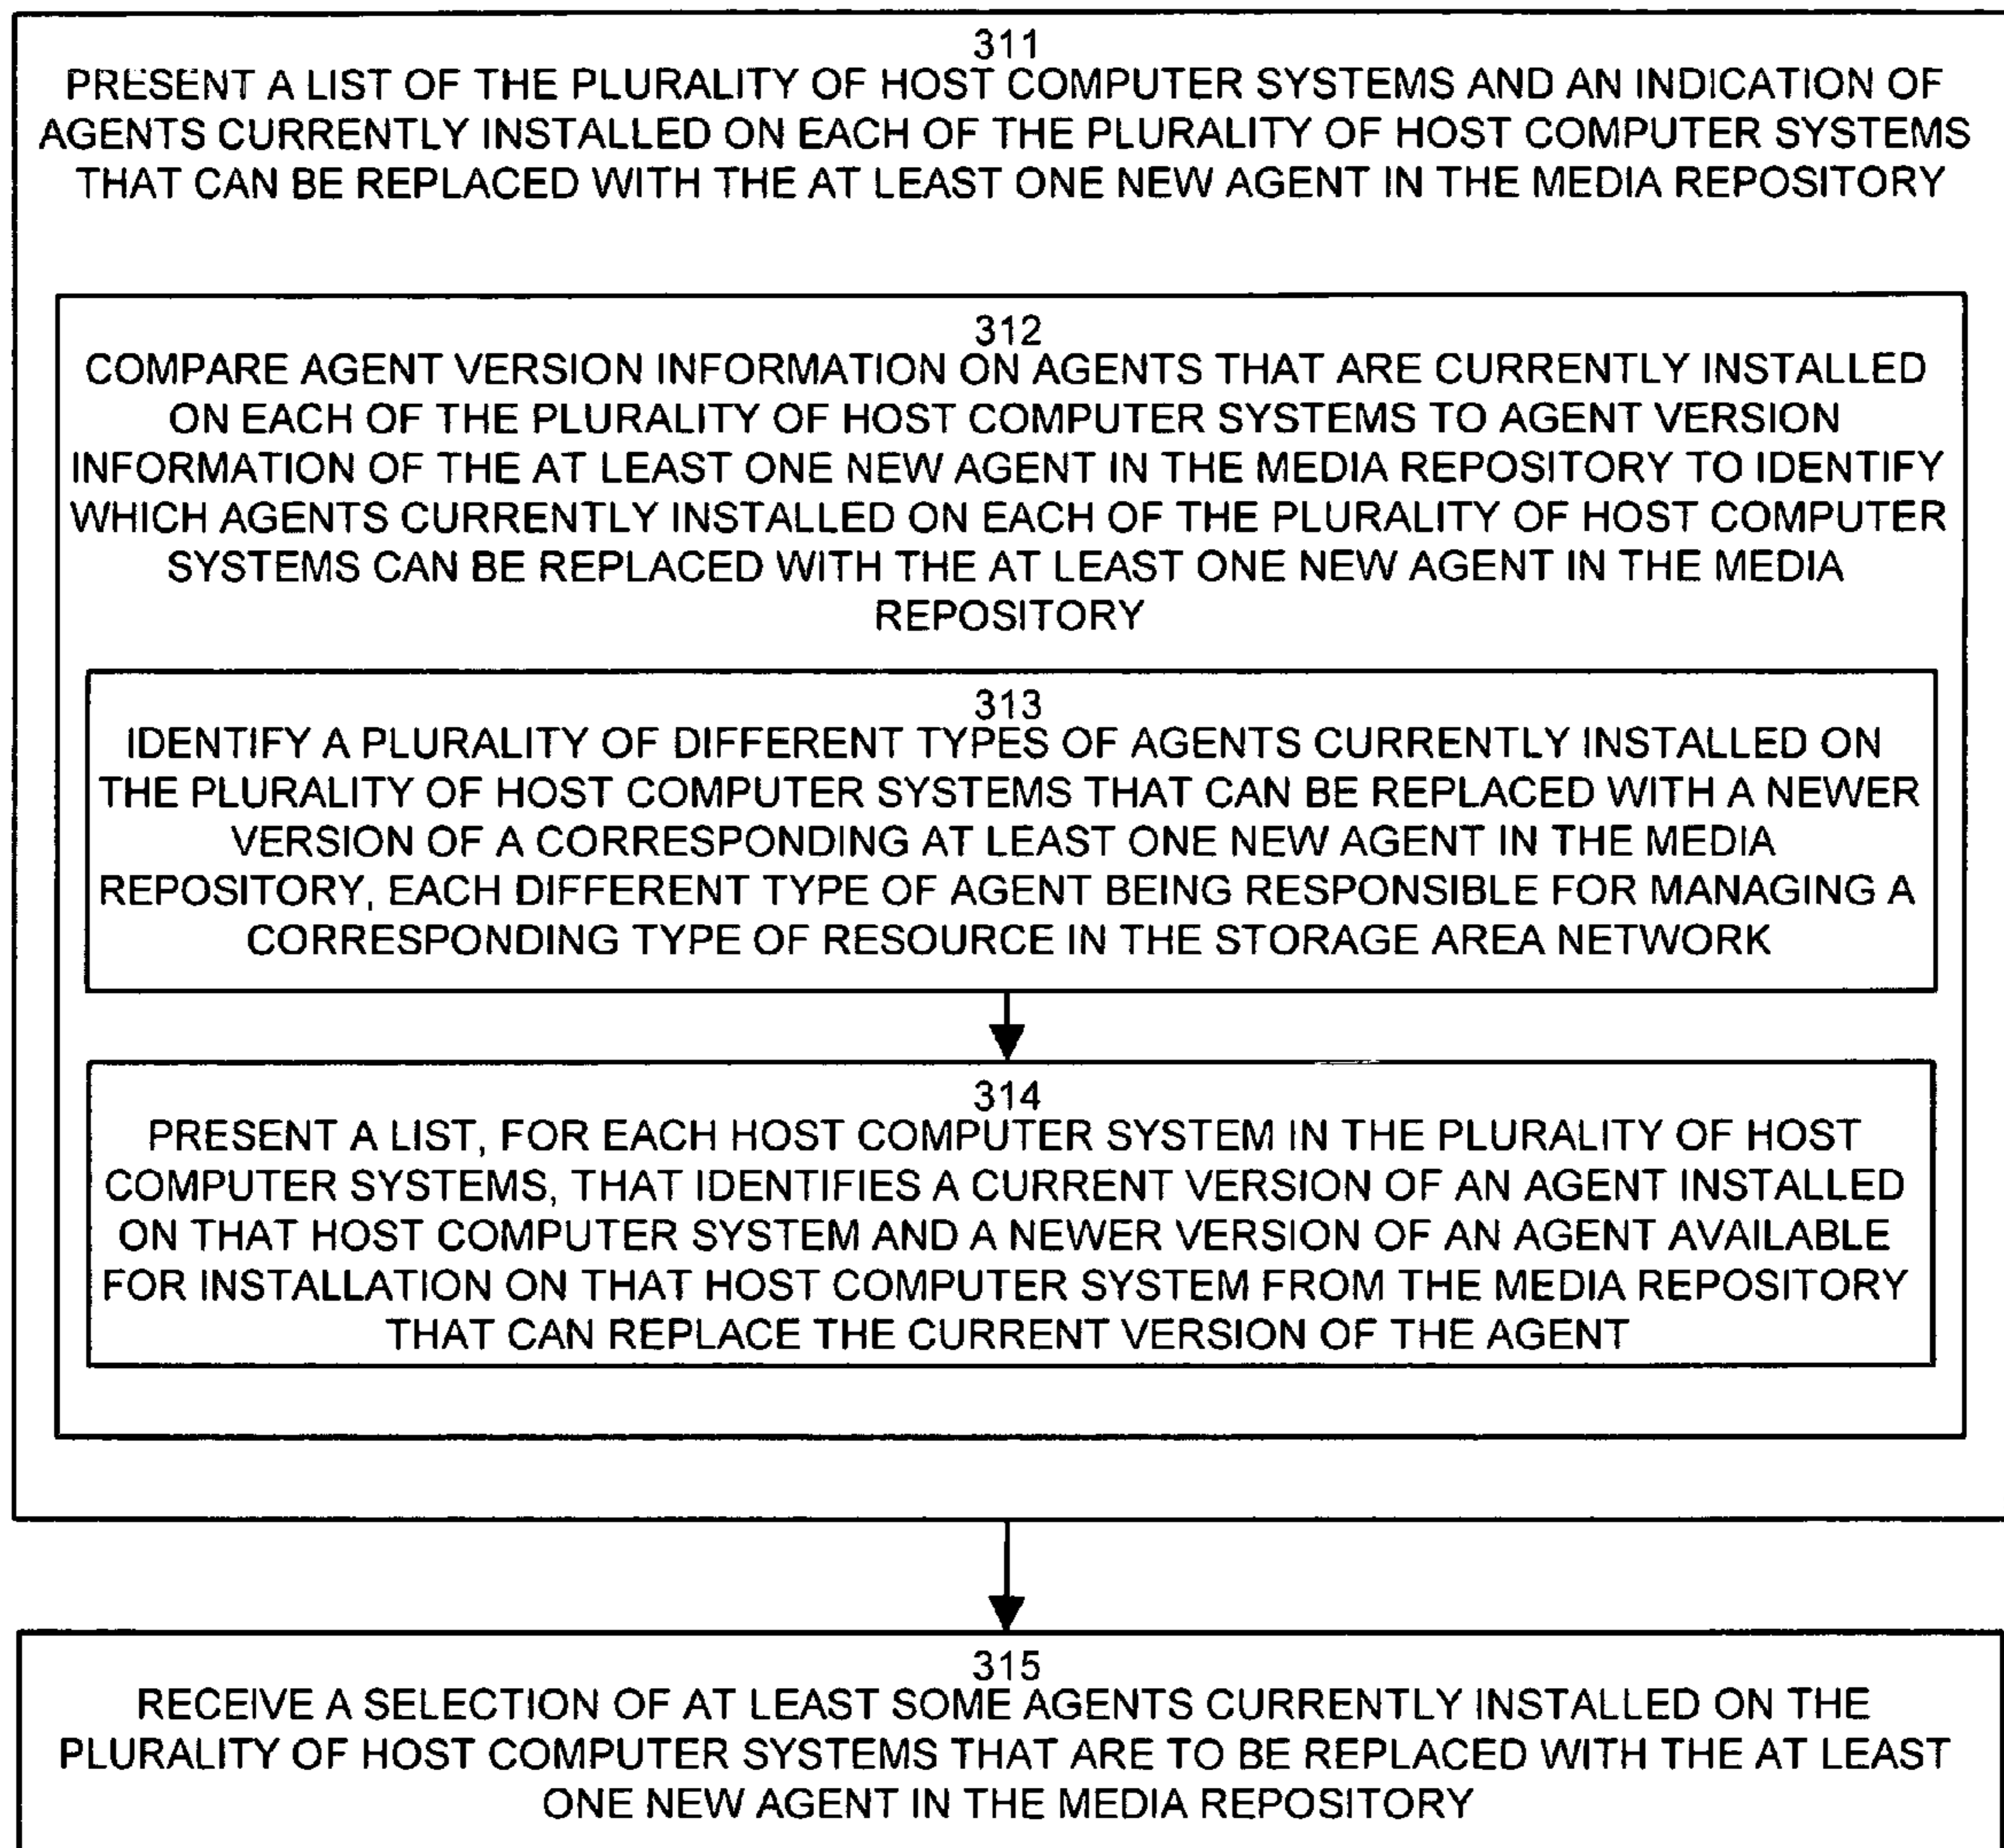 311
PRESENT A LIST OF THE PLURALITY OF HOST COMPUTER SYSTEMS AND AN INDICATION OF
AGENTS CURRENTLY INSTALLED ON EACH OF THE PLURALITY OF HOST COMPUTER SYSTEMS
THAT CAN BE REPLACED WITH THE AT LEAST ONE NEW AGENT IN THE MEDIA REPOSITORY
312
COMPARE AGENT VERSION INFORMATION ON AGENTS THAT ARE CURRENTLY INSTALLED
ON EACH OF THE PLURALITY OF HOST COMPUTER SYSTEMS TO AGENT VERSION
INFORMATION OF THE AT LEAST ONE NEW AGENT IN THE MEDIA REPOSITORY TO IDENTIFY
WHICH AGENTS CURRENTLY INSTALLED ON EACH OF THE PLURALITY OF HOST COMPUTER
SYSTEMS CAN BE REPLACED WITH THE AT LEAST ONE NEW AGENT IN THE MEDIA
REPOSITORY
313
IDENTIFY A PLURALITY OF DIFFERENT TYPES OF AGENTS CURRENTLY INSTALLED ON
THE PLURALITY OF HOST COMPUTER SYSTEMS THAT CAN BE REPLACED WITH A NEWER
VERSION OF A CORRESPONDING AT LEAST ONE NEW AGENT IN THE MEDIA
REPOSITORY, EACH DIFFERENT TYPE OF AGENT BEING RESPONSIBLE FOR MANAGING A
CORRESPONDING TYPE OF RESOURCE IN THE STORAGE AREA NETWORK
314
PRESENT A LIST, FOR EACH HOST COMPUTER SYSTEM IN THE PLURALITY OF HOST
COMPUTER SYSTEMS, THAT IDENTIFIES A CURRENT VERSION OF AN AGENT INSTALLED
ON THAT HOST COMPUTER SYSTEM AND A NEWER VERSION OF AN AGENT AVAILABLE
FOR INSTALLATION ON THAT HOST COMPUTER SYSTEM FROM THE MEDIA REPOSITORY
THAT CAN REPLACE THE CURRENT VERSION OF THE AGENT
315
RECEIVE A SELECTION OF AT LEAST SOME AGENTS CURRENTLY INSTALLED ON THE
PLURALITY OF HOST COMPUTER SYSTEMS THAT ARE TO BE REPLACED WITH THE AT LEAST
ONE NEW AGENT IN THE MEDIA REPOSITORY